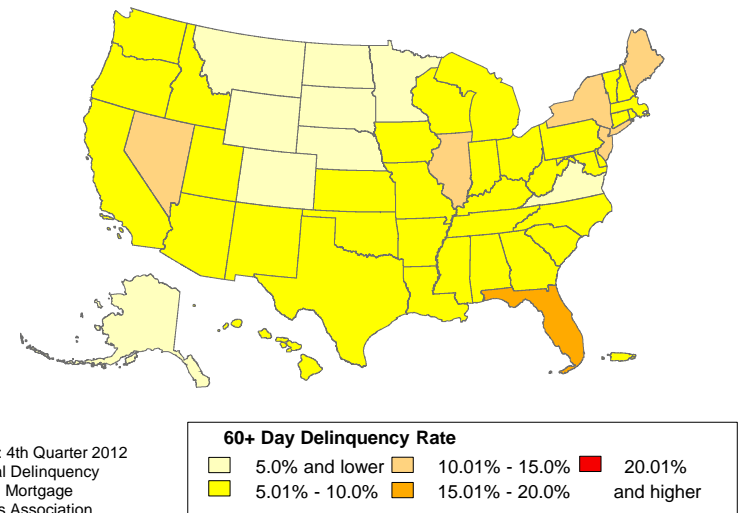 : 4th Quarter 2012
al Delinquency
Mortgage
s Association
60+ Day Delinquency Rate
5.0% and lower 10.01% - 15.0% 20.01%
5.01% - 10.0% 15.01% - 20.0% and higher